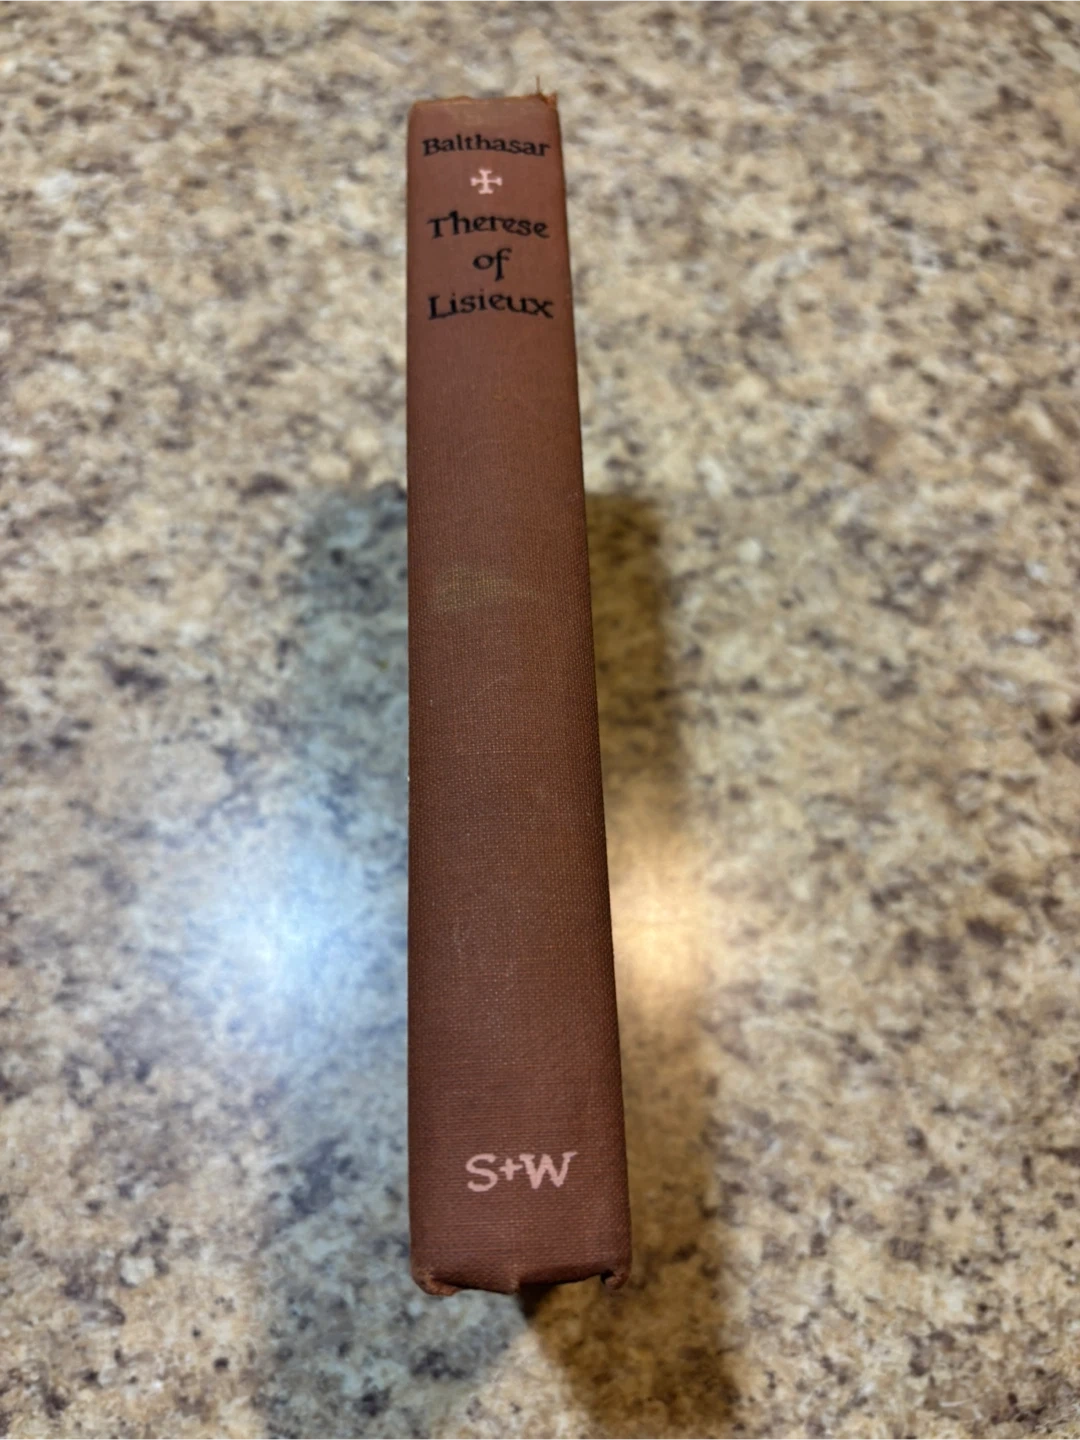 Balthasar
Therese
of
Lisieux
S+W